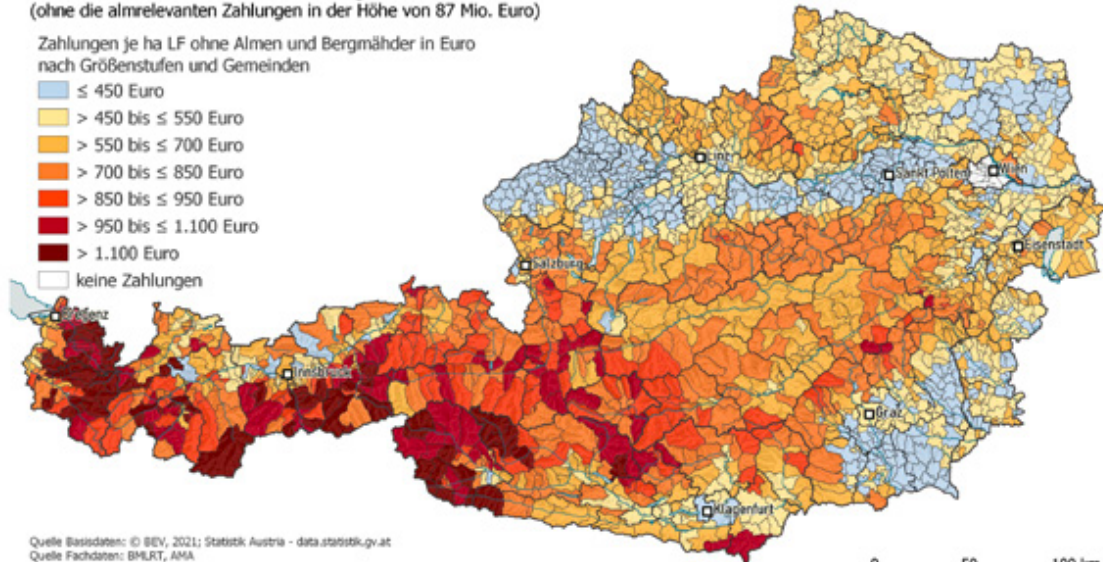 (ohne die almrelevanten Zahlungen in der Höhe von 87 Mio. Euro)
Zahlungen je ha LF ohne Almen und Bergmähder in Euro
nach Größenstufen und Gemeinden
≤ 450 Euro
> 450 bis ≤ 550 Euro
> 550 bis ≤ 700 Euro
> 700 bis ≤ 850 Euro
> 850 bis ≤ 950 Euro
> 950 bis ≤ 1.100 Euro
> 1.100 Euro
keine Zahlungen
Linz
Sankt Pölten
Wien
Eisenstadt
Salzburg
Bregenz
Innsbruck
Graz
Klagenfurt
Quelle Basisdaten: © BEV, 2021; Statistik Austria - data.statistik.gv.at
Quelle Fachdaten: BMLRT, AMA
0 50 100 km